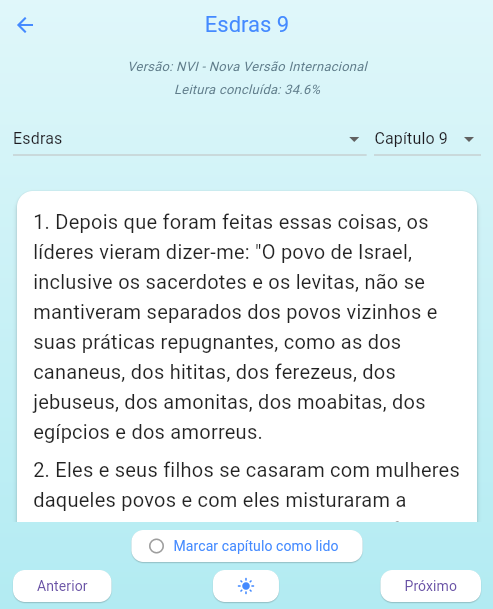 Esdras 9
Versão: NVI - Nova Versão Internacional
Leitura concluída: 34.6%
Esdras
Capítulo 9
1. Depois que foram feitas essas coisas, os
líderes vieram dizer-me: "O povo de Israel,
inclusive os sacerdotes e os levitas, não se
mantiveram separados dos povos vizinhos e
suas práticas repugnantes, como as dos
cananeus, dos hititas, dos ferezeus, dos
jebuseus, dos amonitas, dos moabitas, dos
egípcios e dos amorreus.
2. Eles e seus filhos se casaram com mulheres
daqueles povos e com eles misturaram a
Marcar capítulo como lido
Anterior
Próximo